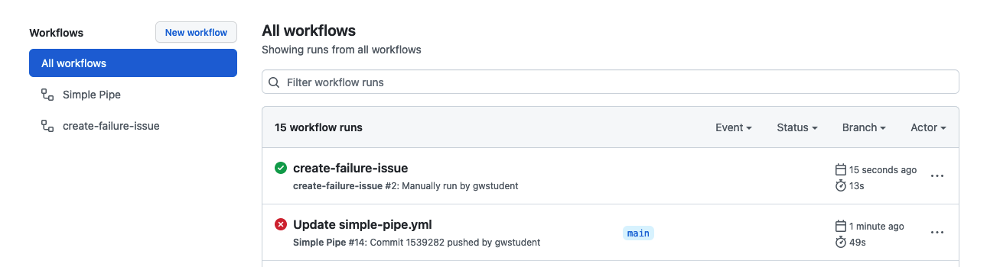 Workflows
New workflow
All workflows
Simple Pipe
create-failure-issue
All workflows
Showing runs from all workflows
Filter workflow runs
15 workflow runs Event Status Branch Actor
create-failure-issue
15 seconds ago
create-failure-issue #2: Manually run by gwstudent
13s
Update simple-pipe.yml
main
1 minute ago
Simple Pipe #14: Commit 1539282 pushed by gwstudent
49s